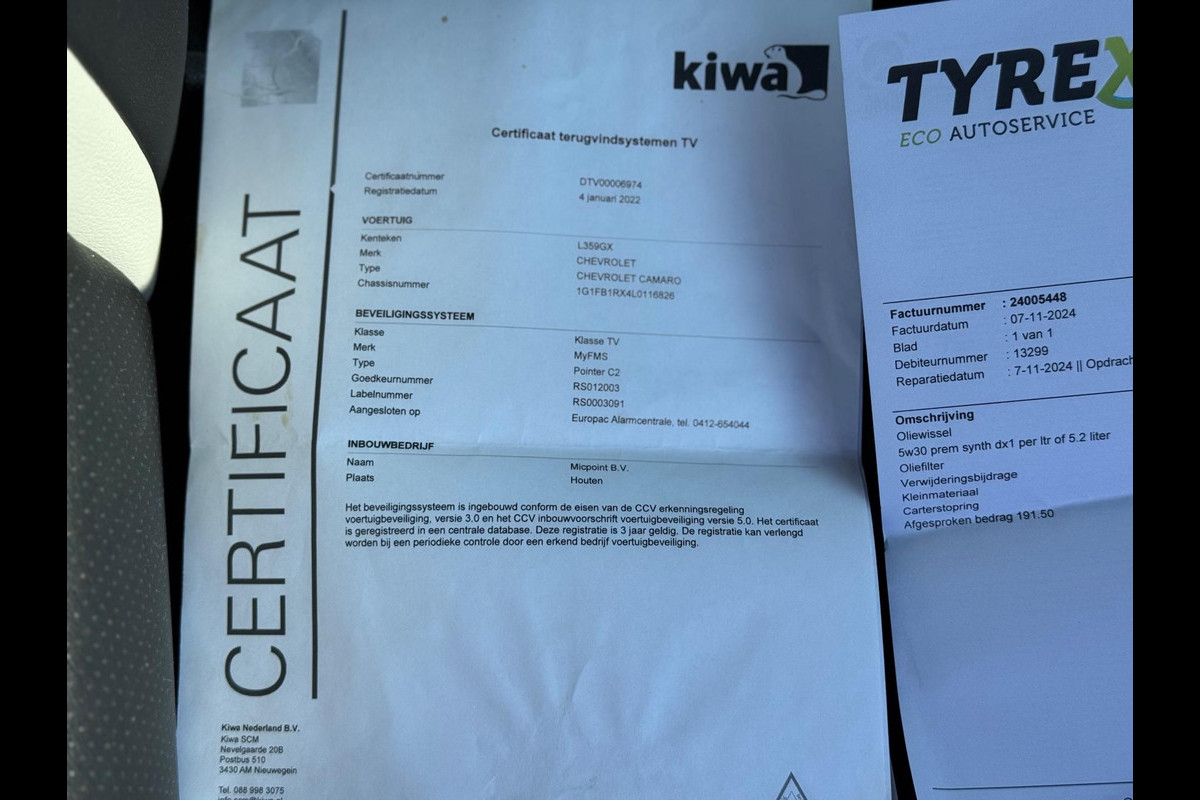 kiwa
Certificaat terugvindsystemen TV
Certificaatnummer DTV00006974
Registratiedatum 4 januari 2022
VOERTUIG
Kenteken L359GX
Merk CHEVROLET
Type CHEVROLET CAMARO
Chassisnummer 1G1FB1RX4L0116826
BEVEILIGINGSSYSTEEM
Klasse Klasse TV
Merk MyFMS
Type Pointer C2
Goedkeurnummer RS012003
Labelnummer RS0003091
Aangesloten op Europac Alarmcentrale, tel. 0412-654044
INBOUWBEDRIJF
Naam Micpoint B.V.
Plaats Houten
Het beveiligingssysteem is ingebouwd conform de eisen van de CCV erkenningsregeling
voertuigbeveiliging, versie 3.0 en het CCV inbouwvoorschrift voertuigbeveiliging versie 5.0. Het certificaat
is geregistreerd in een centrale database. Deze registratie is 3 jaar geldig. De registratie kan verlengd
worden bij een periodieke controle door een erkend bedrijf voertuigbeveiliging.
CERTIFICAAT
Kiwa Nederland B.V.
Kiwa SCM
Nevelgaarde 20B
Postbus 510
3430 AM Nieuwegein
Tel. 088 998 3075
TYREX
ECO AUTOSERVICE
Factuurnummer : 24005448
Factuurdatum : 07-11-2024
Blad : 1 van 1
Debiteurnummer : 13299
Reparatiedatum : 7-11-2024 || Opdrach
Omschrijving
Oliewissel
5w30 prem synth dx1 per ltr of 5.2 liter
Oliefilter
Verwijderingsbijdrage
Kleinmateriaal
Carterstopring
Afgesproken bedrag 191.50